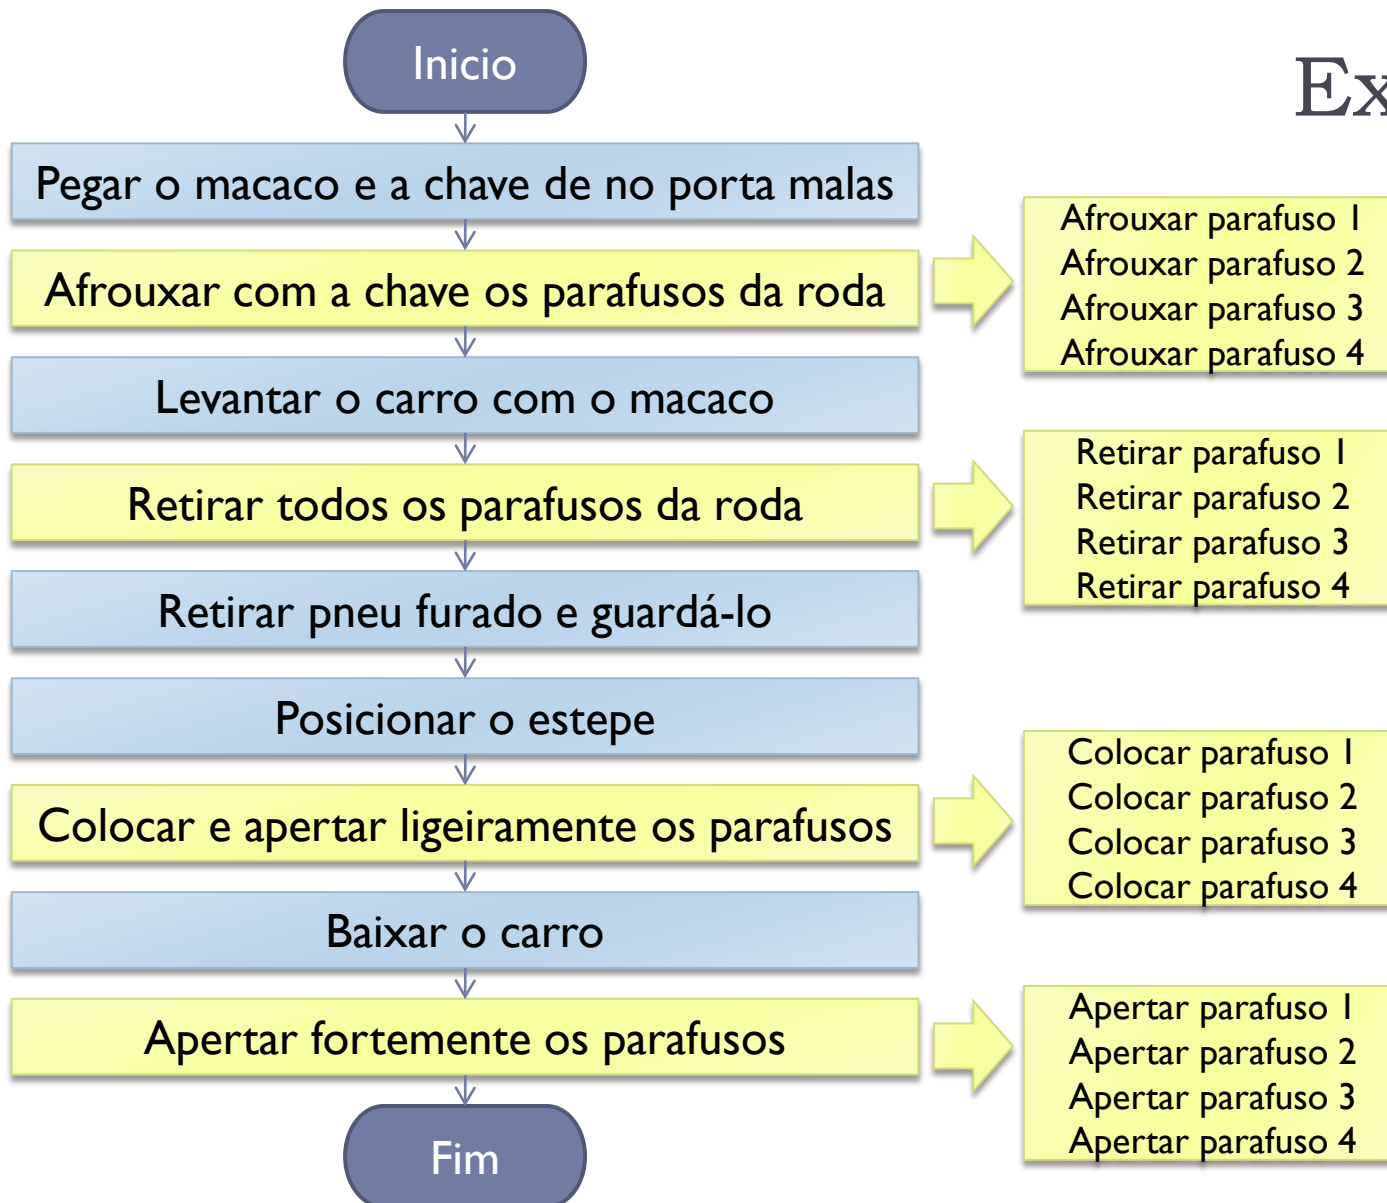 Inicio
Ex
Pegar o macaco e a chave de no porta malas
Afrouxar com a chave os parafusos da roda
Afrouxar parafuso 1
Afrouxar parafuso 2
Afrouxar parafuso 3
Afrouxar parafuso 4
Levantar o carro com o macaco
Retirar todos os parafusos da roda
Retirar parafuso 1
Retirar parafuso 2
Retirar parafuso 3
Retirar parafuso 4
Retirar pneu furado e guardá-lo
Posicionar o estepe
Colocar e apertar ligeiramente os parafusos
Colocar parafuso 1
Colocar parafuso 2
Colocar parafuso 3
Colocar parafuso 4
Baixar o carro
Apertar fortemente os parafusos
Apertar parafuso 1
Apertar parafuso 2
Apertar parafuso 3
Apertar parafuso 4
Fim